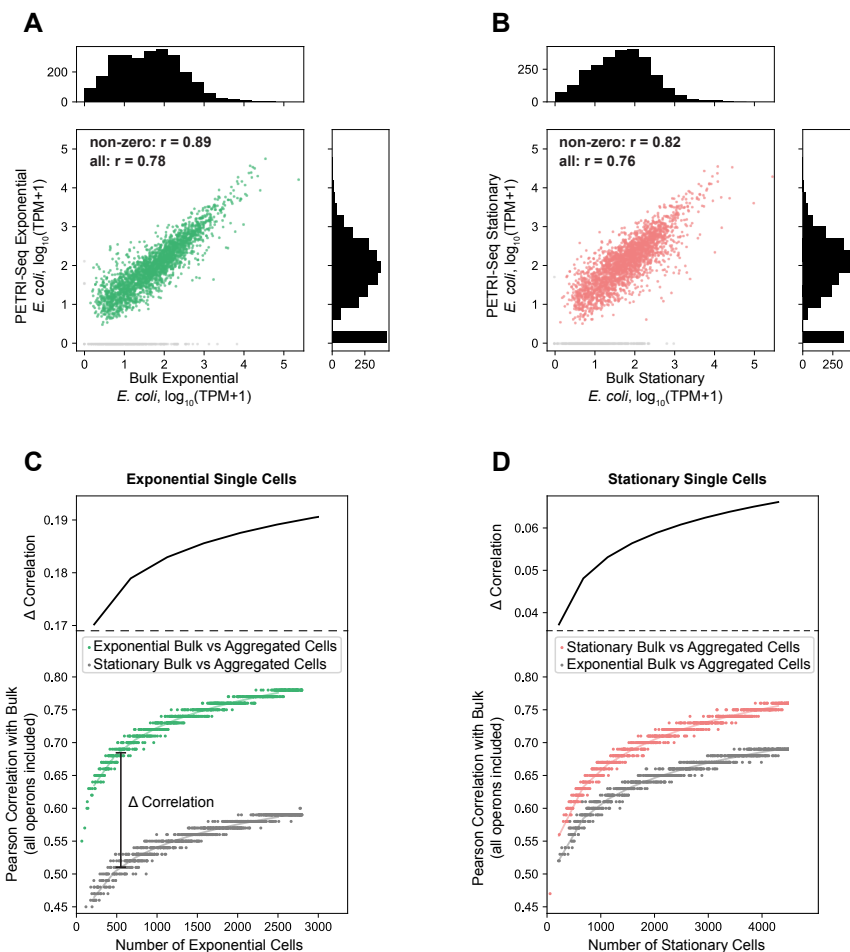 A
B
200
0
250
0
non-zero: r = 0.89
all: r = 0.78
non-zero: r = 0.82
all: r = 0.76
PETRI-Seq Exponential
E. coli, log10(TPM+1)
5
4
3
2
1
0
0 1 2 3 4 5
Bulk Exponential
E. coli, log10(TPM+1)
0 250
PETRI-Seq Stationary
E. coli, log10(TPM+1)
5
4
3
2
1
0
0 1 2 3 4 5
Bulk Stationary
E. coli, log10(TPM+1)
0 250
C
Exponential Single Cells
Δ Correlation
0.19
0.18
0.17
Exponential Bulk vs Aggregated Cells
Stationary Bulk vs Aggregated Cells
Pearson Correlation with Bulk
(all operons included)
0.80
0.75
0.70
0.65
0.60
0.55
0.50
0.45
Δ Correlation
0 500 1000 1500 2000 2500 3000
Number of Exponential Cells
D
Stationary Single Cells
Δ Correlation
0.06
0.05
0.04
Stationary Bulk vs Aggregated Cells
Exponential Bulk vs Aggregated Cells
Pearson Correlation with Bulk
(all operons included)
0.80
0.75
0.70
0.65
0.60
0.55
0.50
0.45
0 1000 2000 3000 4000
Number of Stationary Cells